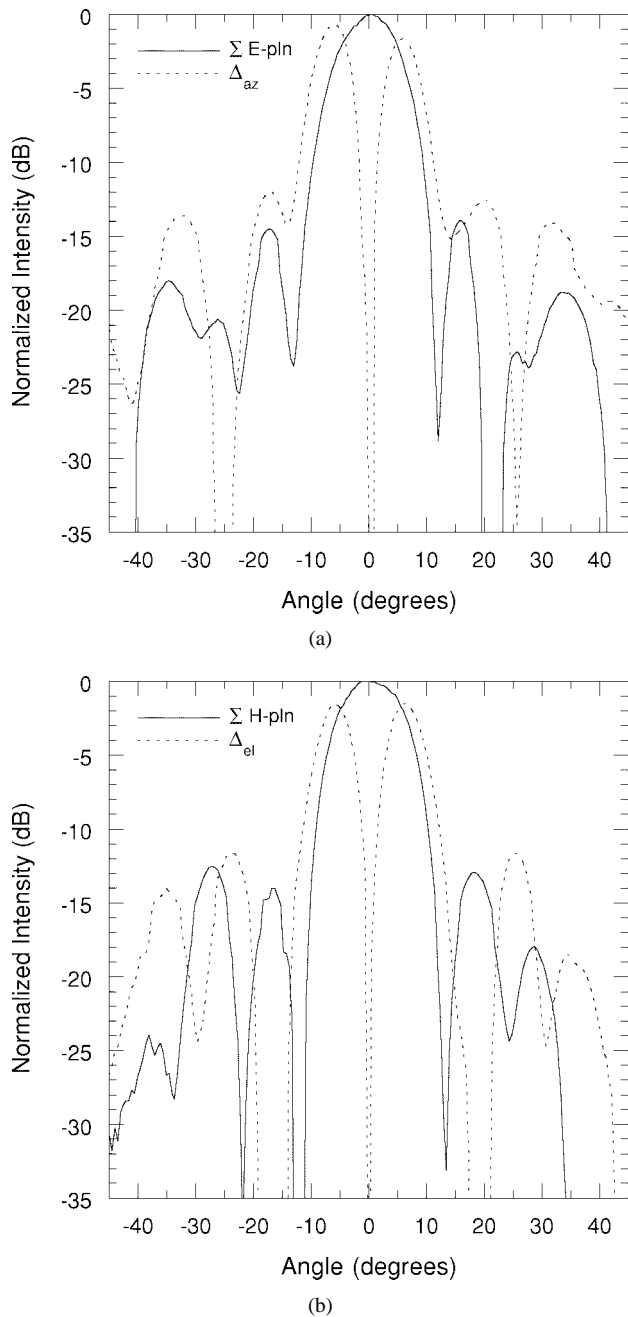 0
-5
-10
-15
-20
-25
-30
-35
Normalized Intensity (dB)
Σ E-pln
Δaz
-40 -30 -20 -10 0 10 20 30 40
Angle (degrees)
(a)
0
-5
-10
-15
-20
-25
-30
-35
Normalized Intensity (dB)
Σ H-pln
Δel
-40 -30 -20 -10 0 10 20 30 40
Angle (degrees)
(b)